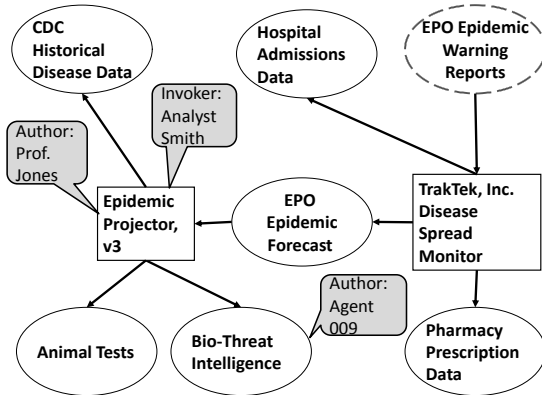 CDC
Historical
Disease Data
Hospital
Admissions
Data
EPO Epidemic
Warning
Reports
Invoker:
Analyst
Smith
Author:
Prof.
Jones
Epidemic
Projector,
v3
EPO
Epidemic
Forecast
TrakTek, Inc.
Disease
Spread
Monitor
Author:
Agent
009
Animal Tests
Bio-Threat
Intelligence
Pharmacy
Prescription
Data